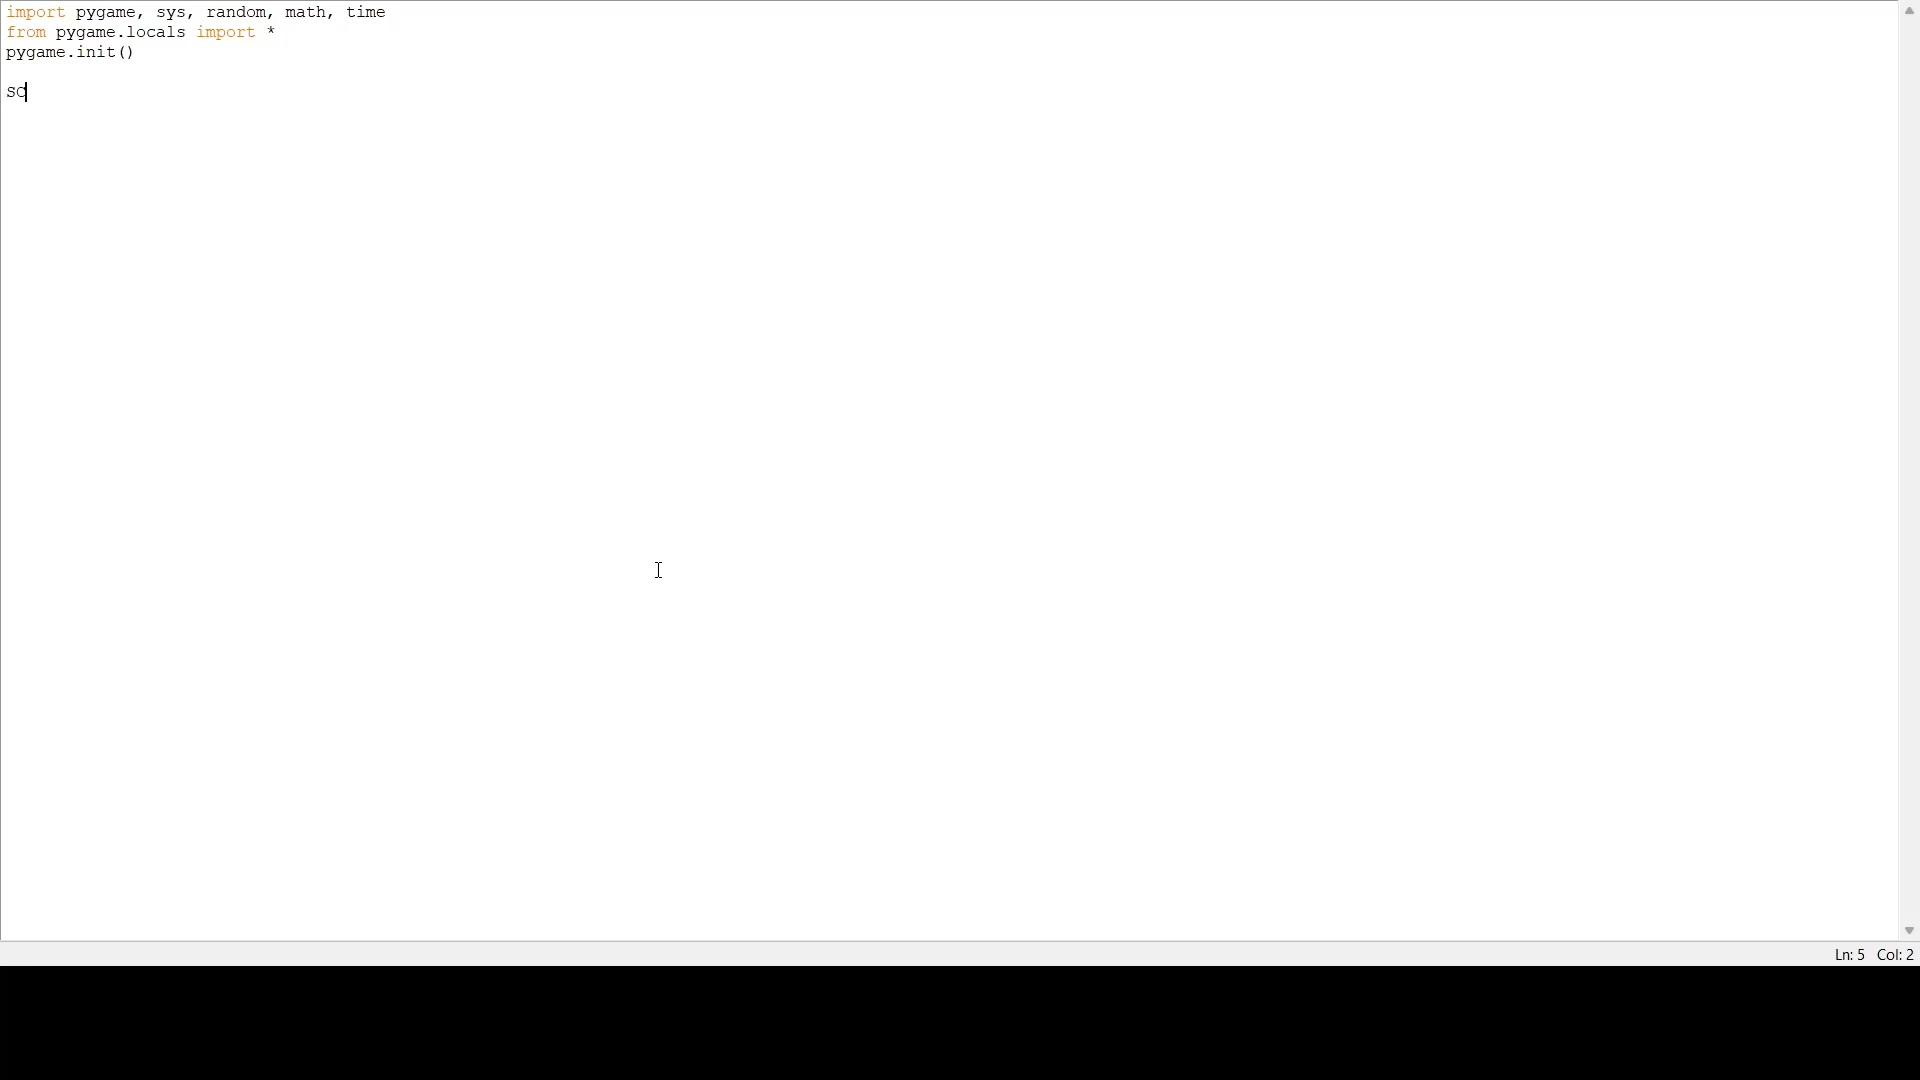 import pygame, sys, random, math, time
from pygame.locals import *
pygame.init()
sc
Ln: 5 Col: 2